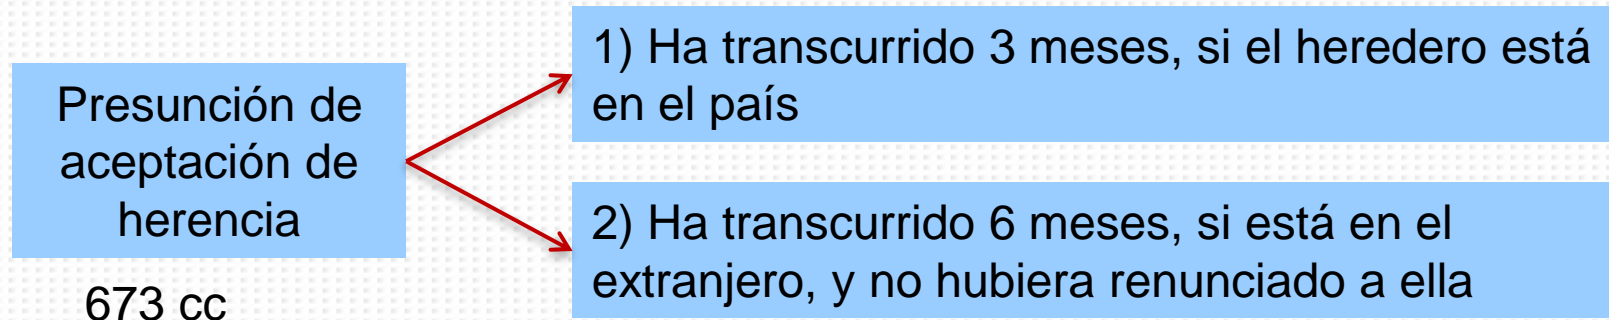 Presunción de
aceptación de
herencia
673 cc
1) Ha transcurrido 3 meses, si el heredero está
en el país
2) Ha transcurrido 6 meses, si está en el
extranjero, y no hubiera renunciado a ella